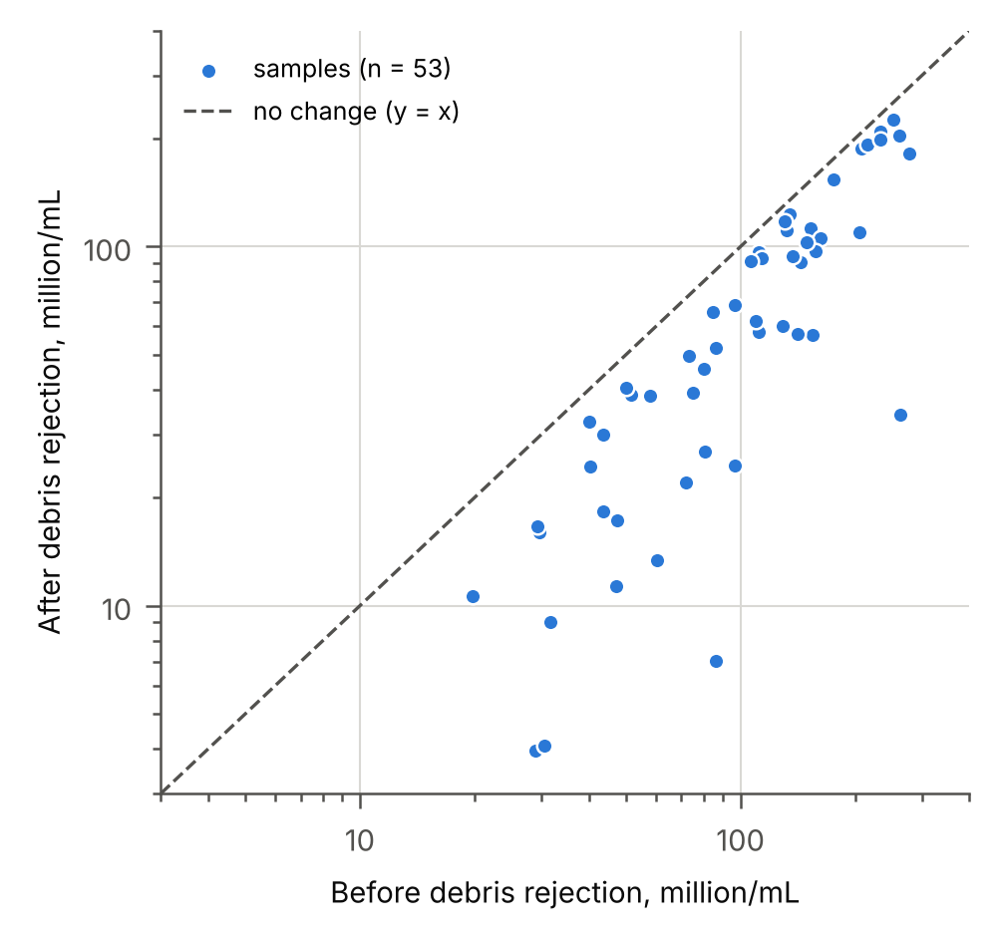 samples (n = 53)
no change (y = x)
After debris rejection, million/mL
100
10
10
100
Before debris rejection, million/mL